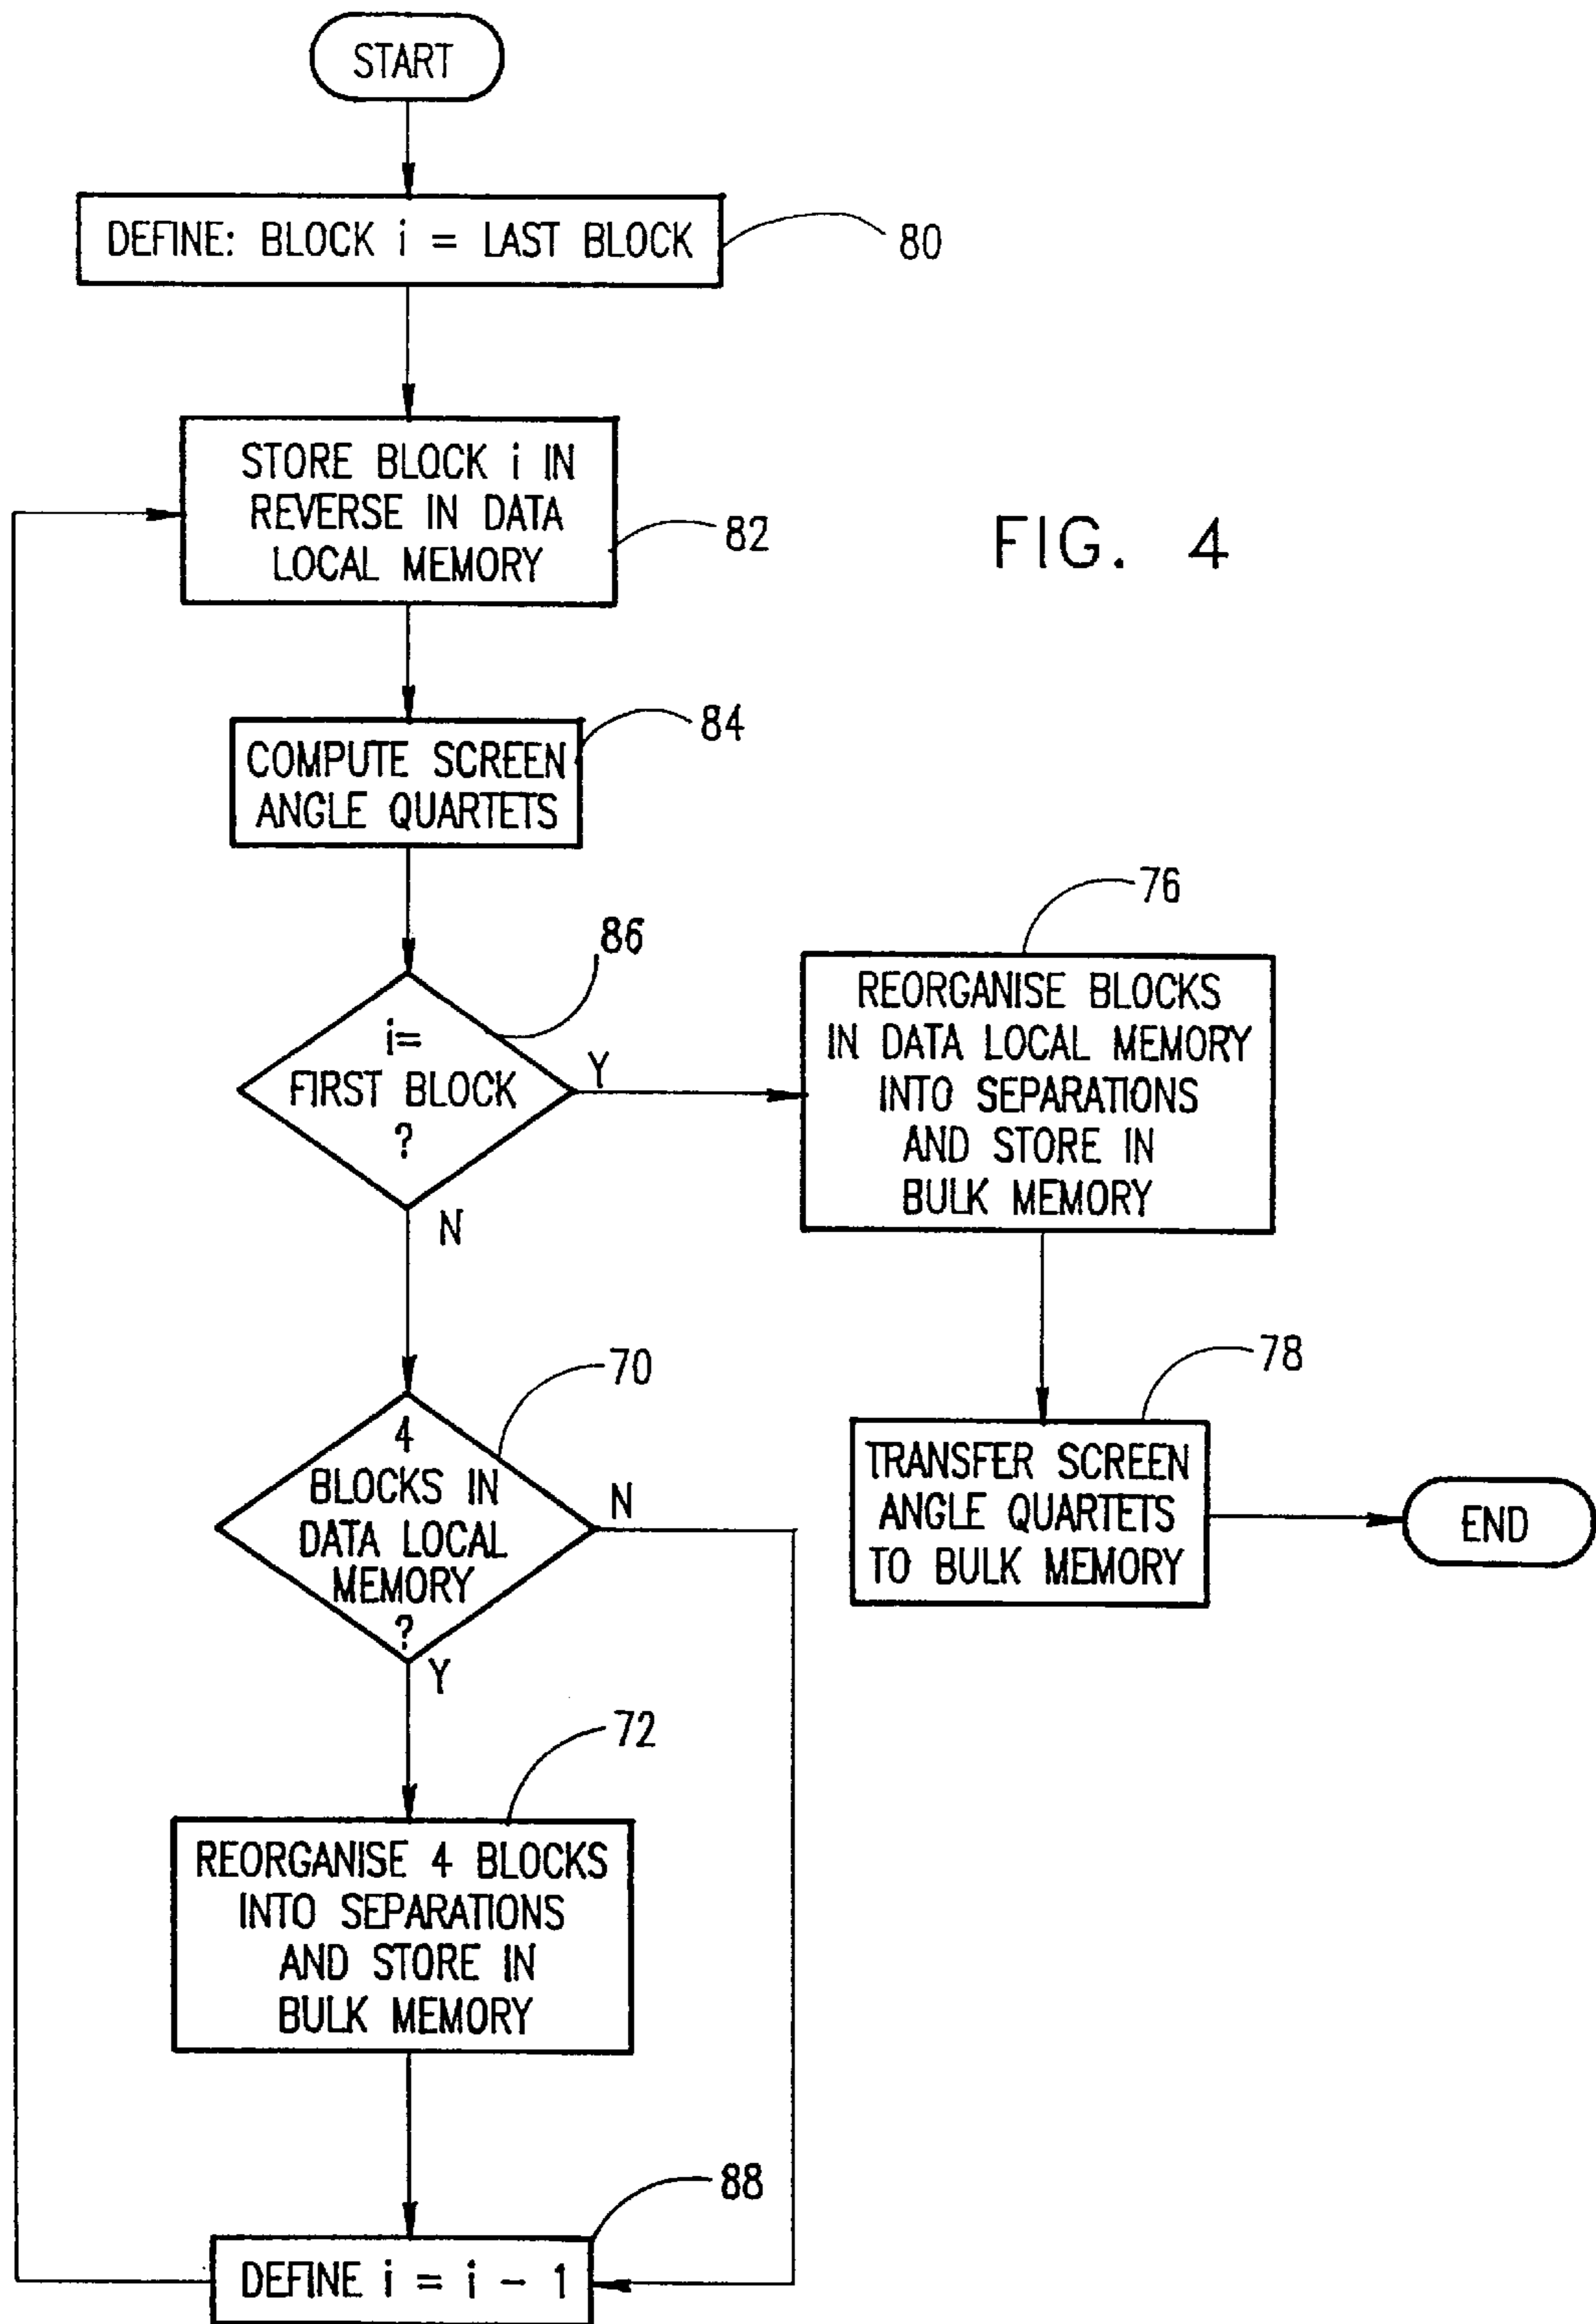 START
DEFINE: BLOCK i = LAST BLOCK
80
STORE BLOCK i IN
REVERSE IN DATA
LOCAL MEMORY
82
FIG. 4
COMPUTE SCREEN
ANGLE QUARTETS
84
i=
FIRST BLOCK
?
86
Y
N
REORGANISE BLOCKS
IN DATA LOCAL MEMORY
INTO SEPARATIONS
AND STORE IN
BULK MEMORY
76
4
BLOCKS IN
DATA LOCAL
MEMORY
?
70
N
Y
TRANSFER SCREEN
ANGLE QUARTETS
TO BULK MEMORY
78
END
REORGANISE 4 BLOCKS
INTO SEPARATIONS
AND STORE IN
BULK MEMORY
72
DEFINE i = i - 1
88